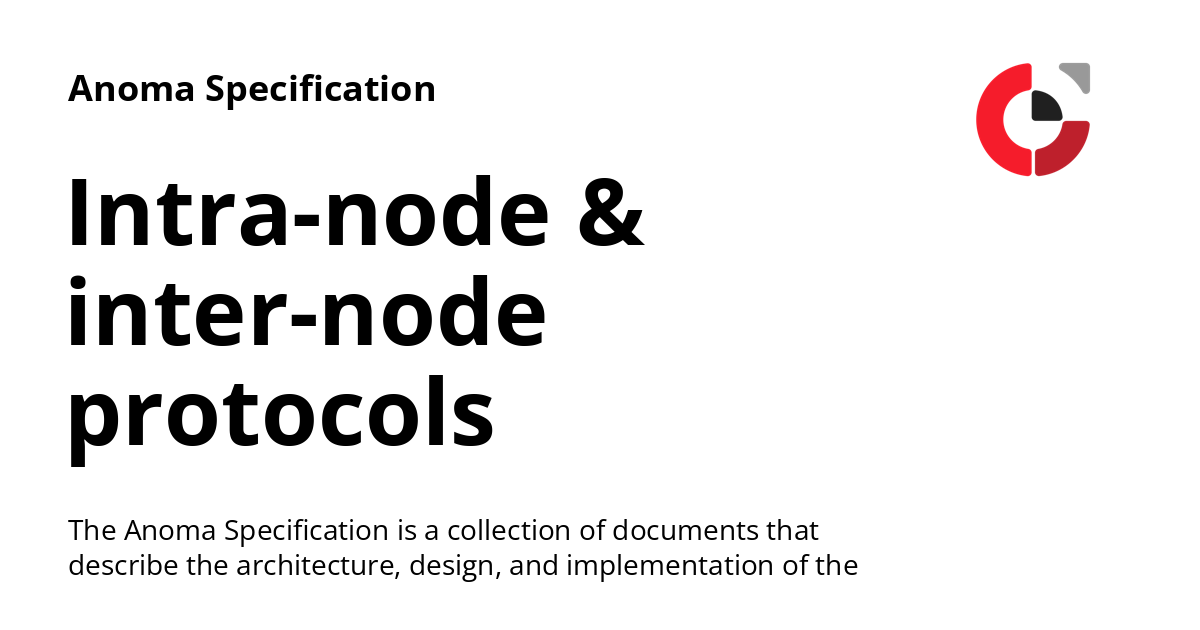 Anoma Specification
Intra-node &
inter-node
protocols
The Anoma Specification is a collection of documents that
describe the architecture, design, and implementation of the